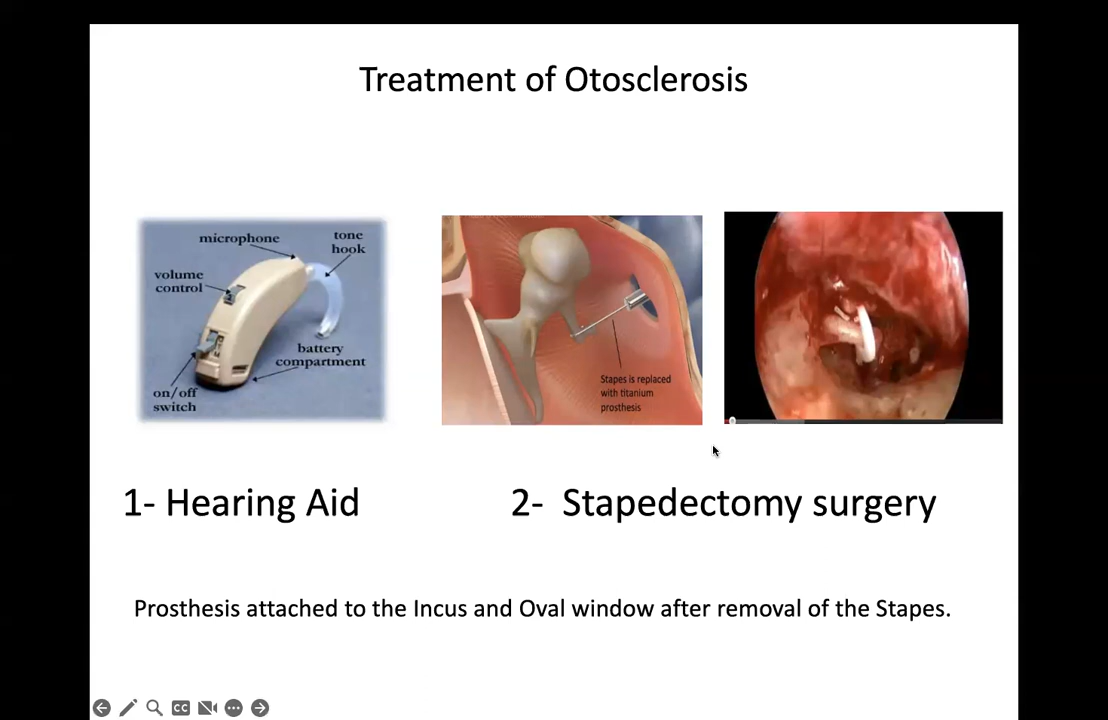 Treatment of Otosclerosis
microphone
tone
hook
volume
control
battery
compartment
on/off
switch
Stapes is replaced
with titanium
prosthesis
1- Hearing Aid
2- Stapedectomy surgery
Prosthesis attached to the Incus and Oval window after removal of the Stapes.
CC